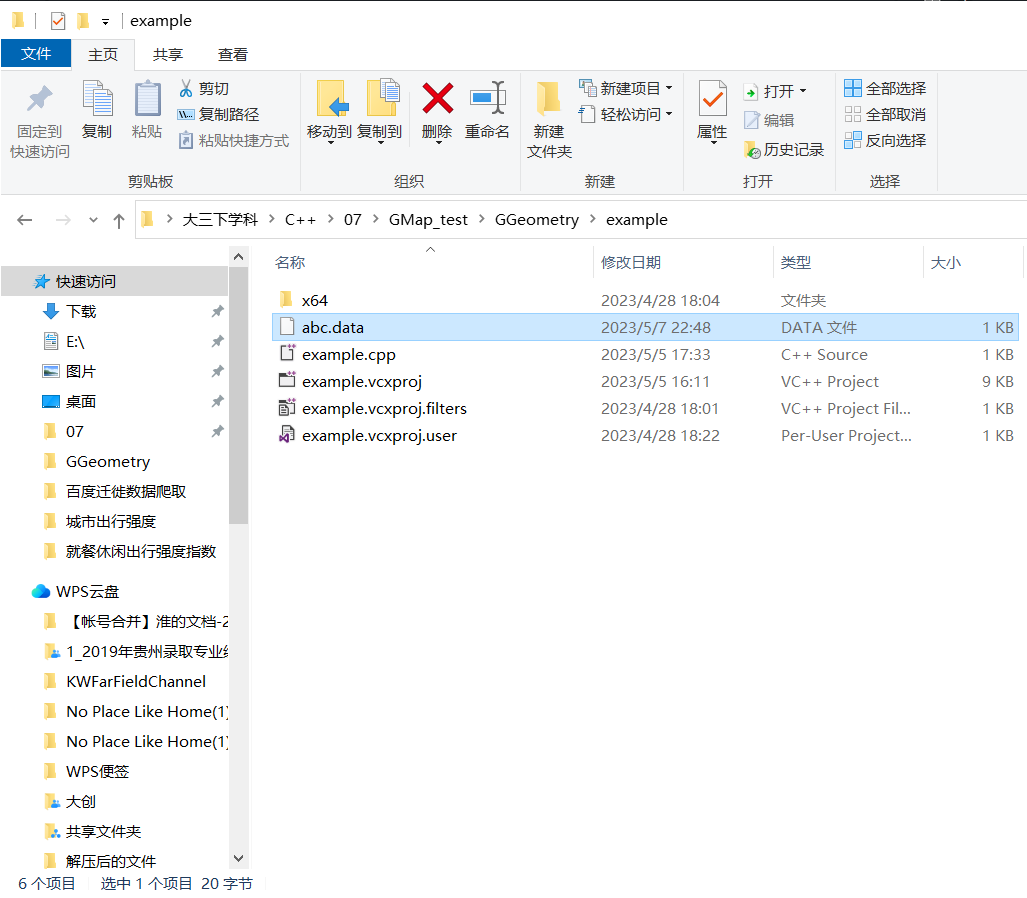 example
文件 主页 共享 查看
固定到快速访问
复制
粘贴
剪切
复制路径
粘贴快捷方式
剪贴板
移动到
复制到
删除
重命名
组织
新建文件夹
新建项目
轻松访问
新建
属性
打开
编辑
历史记录
打开
全部选择
全部取消
反向选择
选择
大三下学科 > C++ > 07 > GMap_test > GGeometry > example
快速访问
下载
E:\
图片
桌面
07
GGeometry
百度迁徙数据爬取
城市出行强度
就餐休闲出行强度指数
WPS云盘
【帐号合并】淮的文档-2
1_2019年贵州录取专业
KWFarFieldChannel
No Place Like Home(1)
No Place Like Home(1)
WPS便签
大创
共享文件夹
解压后的文件
名称 修改日期 类型 大小
x64 2023/4/28 18:04 文件夹
abc.data 2023/5/7 22:48 DATA 文件 1 KB
example.cpp 2023/5/5 17:33 C++ Source 1 KB
example.vcxproj 2023/5/5 16:11 VC++ Project 9 KB
example.vcxproj.filters 2023/4/28 18:01 VC++ Project Fil... 1 KB
example.vcxproj.user 2023/4/28 18:22 Per-User Project... 1 KB
6 个项目 选中 1 个项目 20 字节